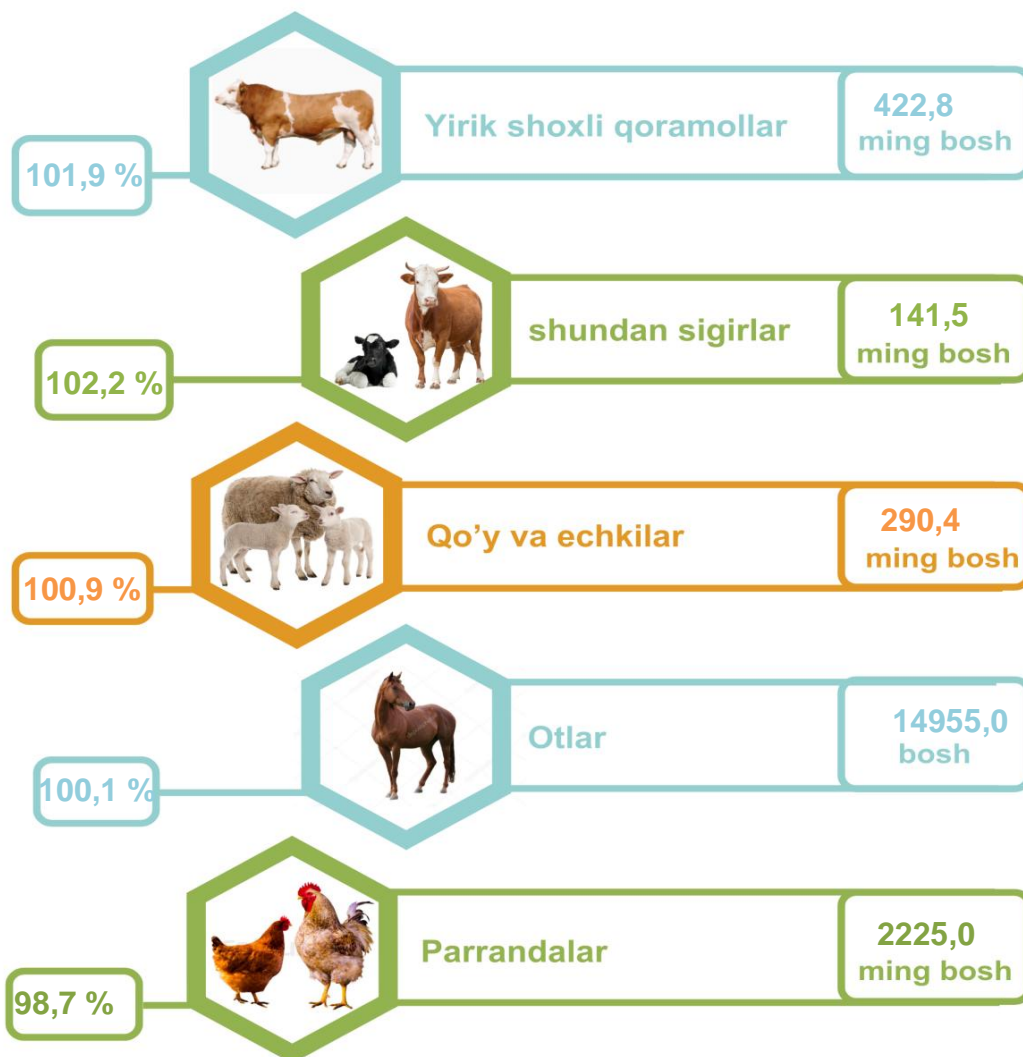 Yirik shoxli qoramollar
422,8
ming bosh
101,9 %
shundan sigirlar
141,5
ming bosh
102,2 %
Qo’y va echkilar
290,4
ming bosh
100,9 %
Otlar
14955,0
bosh
100,1 %
Parrandalar
2225,0
ming bosh
98,7 %